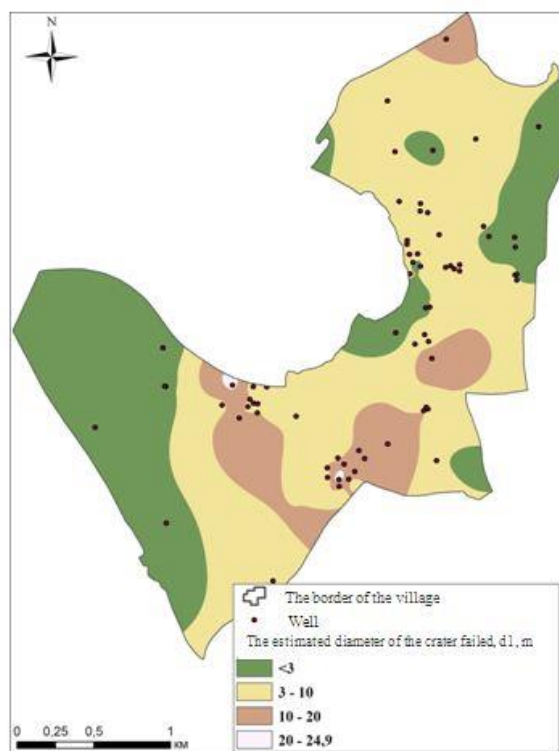 N
The border of the village
Well
The estimated diameter of the crater failed, d1, m
<3
3 - 10
10 - 20
20 - 24,9
0 0,25 0,5 1
КМ